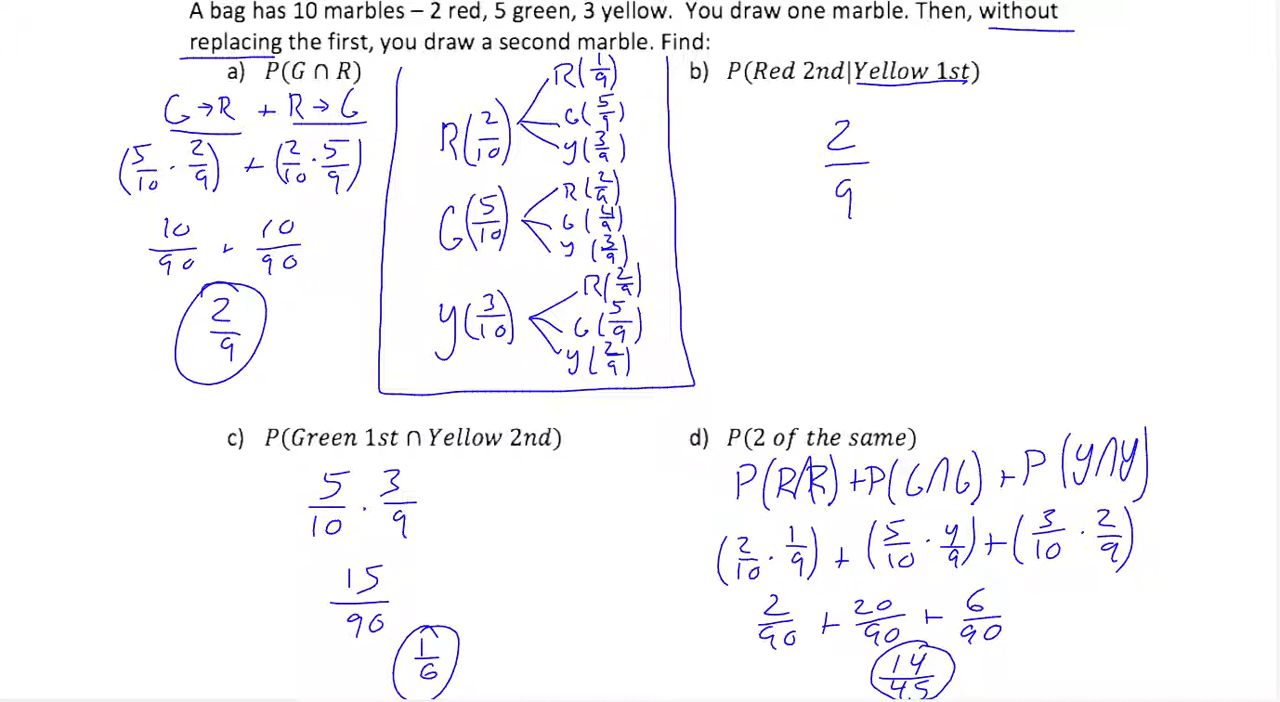 A bag has 10 marbles – 2 red, 5 green, 3 yellow. You draw one marble. Then, without
replacing the first, you draw a second marble. Find:
a) P(G ∩ R)
G → R + R → G
(5/10 · 2/9) + (2/10 · 5/9)
10/90 + 10/90
2/9
R(2/10)
R(1/9)
G(5/9)
Y(3/9)
G(5/10)
R(2/9)
G(4/9)
Y(3/9)
Y(3/10)
R(2/9)
G(5/9)
Y(2/9)
b) P(Red 2nd|Yellow 1st)
2/9
c) P(Green 1st ∩ Yellow 2nd)
5/10 · 3/9
15/90
1/6
d) P(2 of the same)
P(R∩R) + P(G∩G) + P(Y∩Y)
(2/10 · 1/9) + (5/10 · 4/9) + (3/10 · 2/9)
2/90 + 20/90 + 6/90
14/45